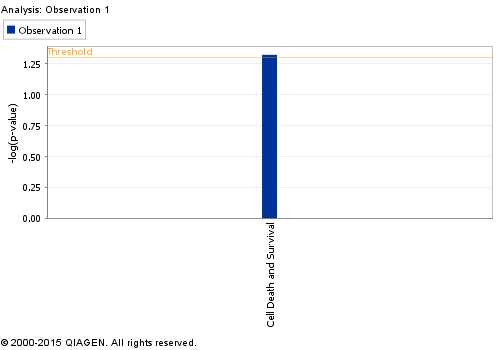 Analysis: Observation 1
Observation 1
Threshold
1.25
1.00
0.75
0.50
0.25
0.00
-log(p-value)
Cell Death and Survival
© 2000-2015 QIAGEN. All rights reserved.